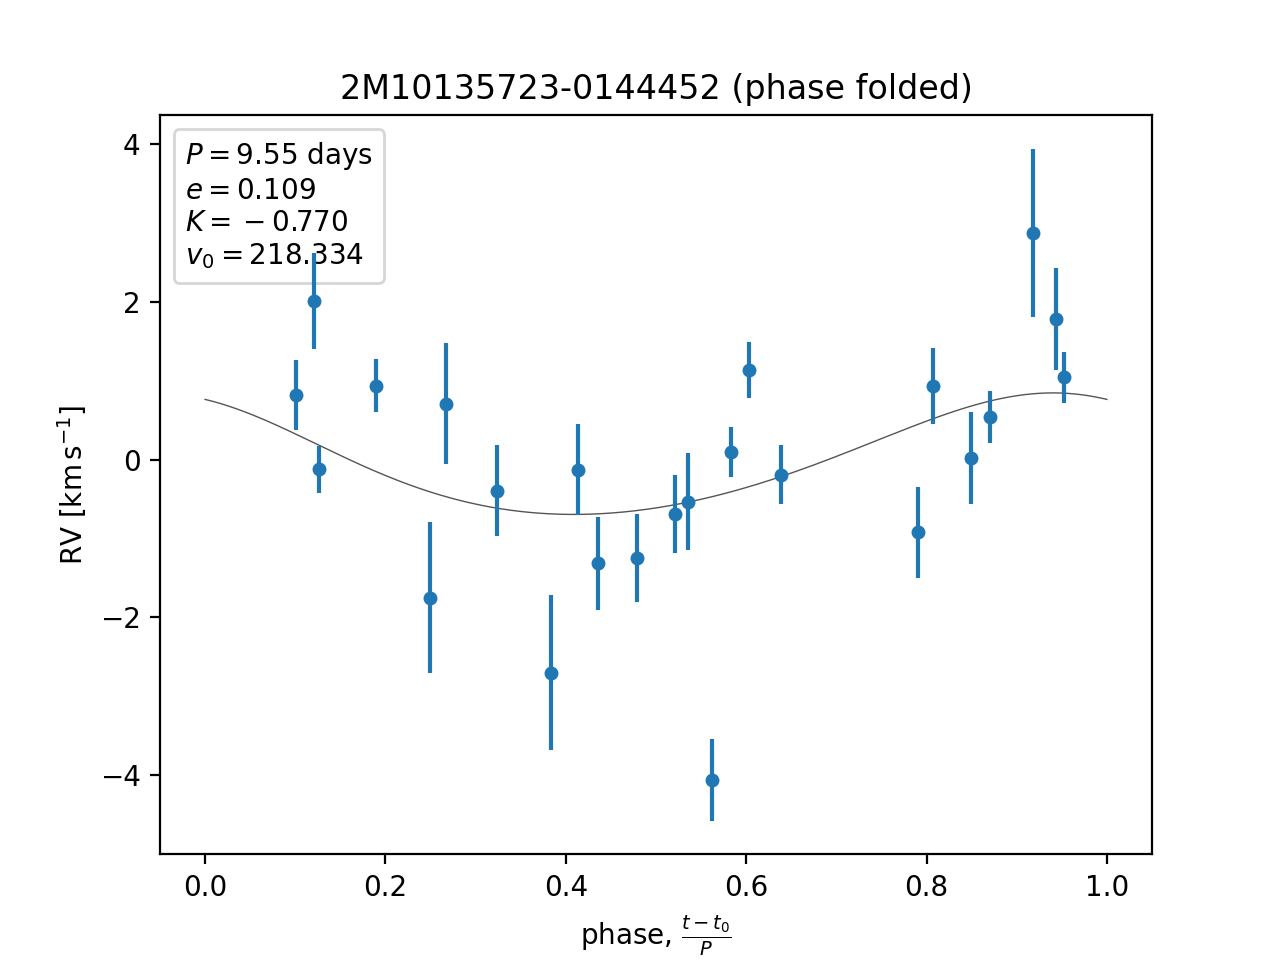 2M10135723-0144452 (phase folded)
P = 9.55 days
e = 0.109
K = −0.770
v₀ = 218.334
RV [km s⁻¹]
4
2
0
−2
−4
0.0 0.2 0.4 0.6 0.8 1.0
phase, (t − t₀)/P